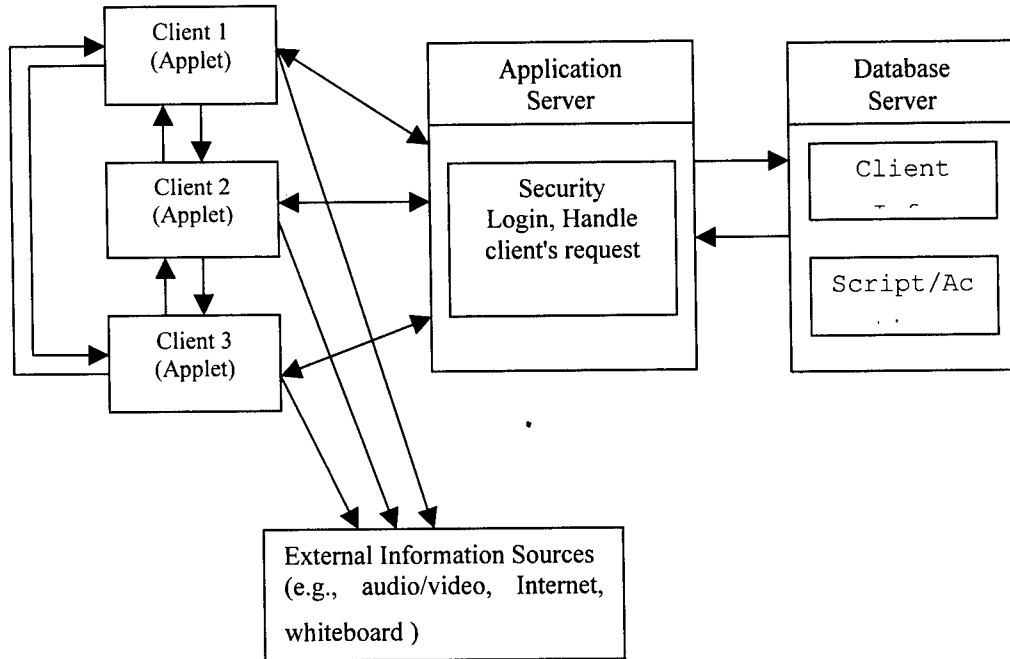 Client 1
(Applet)
Client 2
(Applet)
Client 3
(Applet)
Application
Server
Security
Login, Handle
client's request
Database
Server
Client
Script/Ac
External Information Sources
(e.g., audio/video, Internet,
whiteboard )